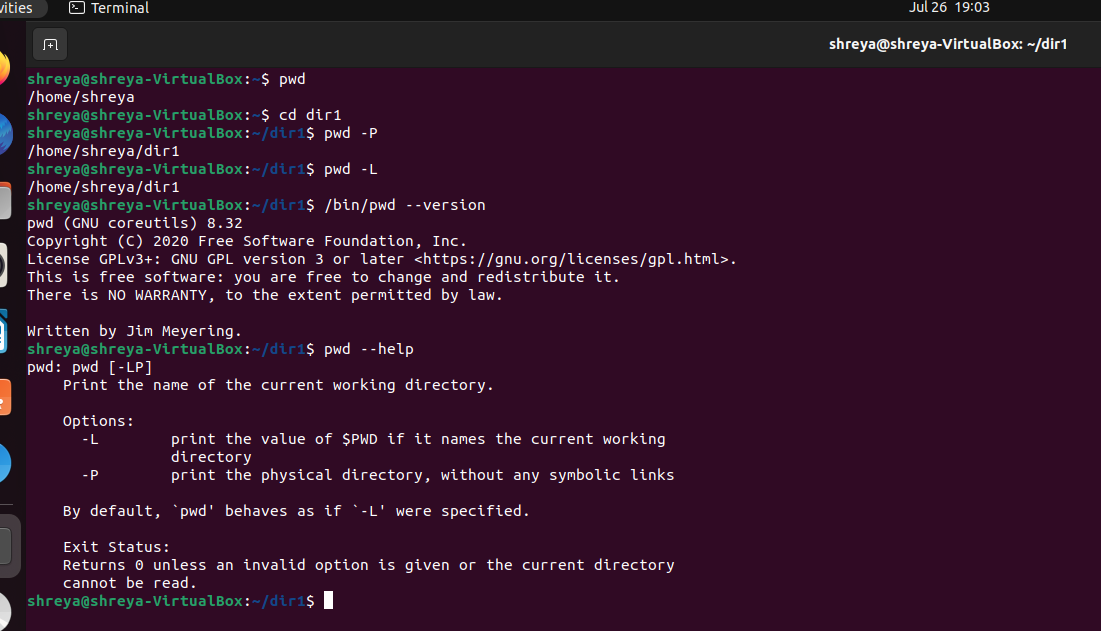 vities
Terminal
Jul 26 19:03
shreya@shreya-VirtualBox: ~/dir1
shreya@shreya-VirtualBox:~$ pwd
/home/shreya
shreya@shreya-VirtualBox:~$ cd dir1
shreya@shreya-VirtualBox:~/dir1$ pwd -P
/home/shreya/dir1
shreya@shreya-VirtualBox:~/dir1$ pwd -L
/home/shreya/dir1
shreya@shreya-VirtualBox:~/dir1$ /bin/pwd --version
pwd (GNU coreutils) 8.32
Copyright (C) 2020 Free Software Foundation, Inc.
License GPLv3+: GNU GPL version 3 or later <https://gnu.org/licenses/gpl.html>.
This is free software: you are free to change and redistribute it.
There is NO WARRANTY, to the extent permitted by law.

Written by Jim Meyering.
shreya@shreya-VirtualBox:~/dir1$ pwd --help
pwd: pwd [-LP]
    Print the name of the current working directory.

    Options:
      -L        print the value of $PWD if it names the current working
                directory
      -P        print the physical directory, without any symbolic links

    By default, `pwd' behaves as if `-L' were specified.

    Exit Status:
    Returns 0 unless an invalid option is given or the current directory
    cannot be read.
shreya@shreya-VirtualBox:~/dir1$